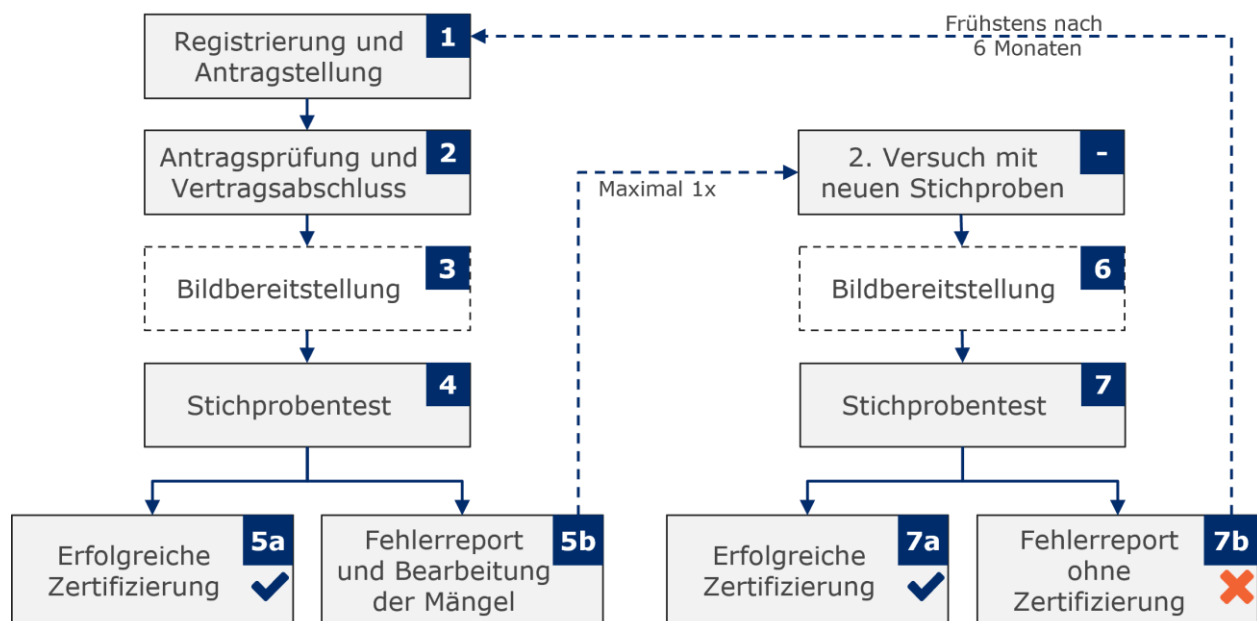 Registrierung und
Antragstellung
1
Frühstens nach
6 Monaten
Antragsprüfung und
Vertragsabschluss
2
Maximal 1x
2. Versuch mit
neuen Stichproben
-
Bildbereitstellung
3
Bildbereitstellung
6
Stichprobentest
4
Stichprobentest
7
Erfolgreiche
Zertifizierung
5a
Fehlerreport
und Bearbeitung
der Mängel
5b
Erfolgreiche
Zertifizierung
7a
Fehlerreport
ohne
Zertifizierung
7b